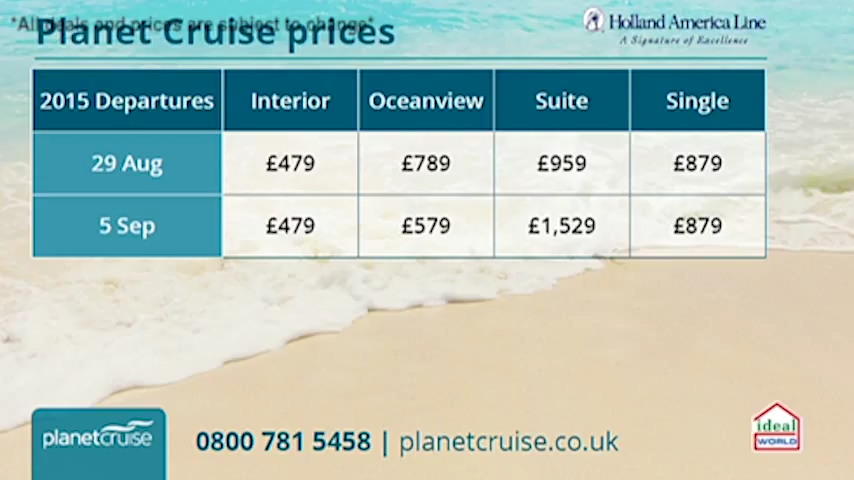 *All deals and prices are subject to change*
Planet Cruise prices
Holland America Line
A Signature of Excellence
2015 Departures Interior Oceanview Suite Single
29 Aug £479 £789 £959 £879
5 Sep £479 £579 £1,529 £879
planetcruise
0800 781 5458 | planetcruise.co.uk
ideal
WORLD